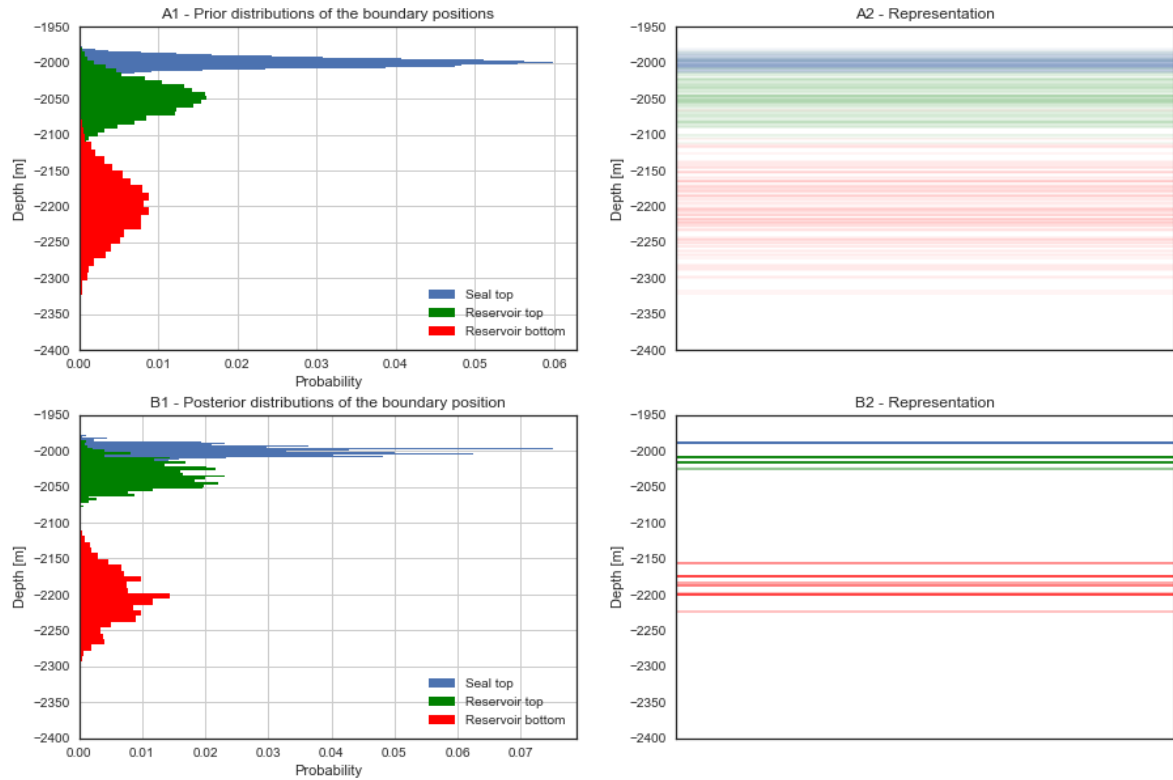 A1 - Prior distributions of the boundary positions
−1950
−2000
−2050
−2100
−2150
−2200
−2250
−2300
−2350
−2400
Depth [m]
Seal top
Reservoir top
Reservoir bottom
0.00 0.01 0.02 0.03 0.04 0.05 0.06
Probability
A2 - Representation
−1950
−2000
−2050
−2100
−2150
−2200
−2250
−2300
−2350
−2400
Depth [m]
B1 - Posterior distributions of the boundary position
−1950
−2000
−2050
−2100
−2150
−2200
−2250
−2300
−2350
−2400
Depth [m]
Seal top
Reservoir top
Reservoir bottom
0.00 0.01 0.02 0.03 0.04 0.05 0.06 0.07
Probability
B2 - Representation
−1950
−2000
−2050
−2100
−2150
−2200
−2250
−2300
−2350
−2400
Depth [m]